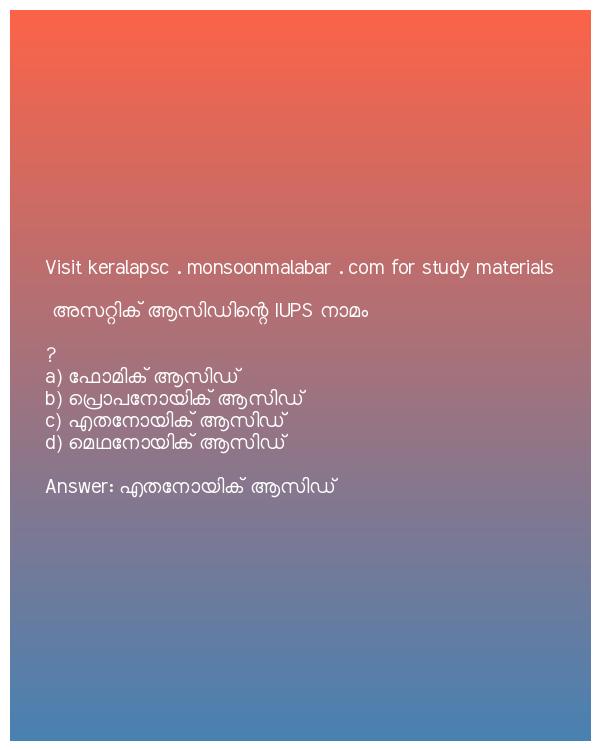 Visit keralapsc . monsoonmalabar . com for study materials
അസറ്റിക് ആസിഡിന്റെ IUPS നാമം
?
a) ഫോമിക് ആസിഡ്
b) പ്രൊപനോയിക് ആസിഡ്
c) എതനോയിക് ആസിഡ്
d) മെഥനോയിക് ആസിഡ്
Answer: എതനോയിക് ആസിഡ്